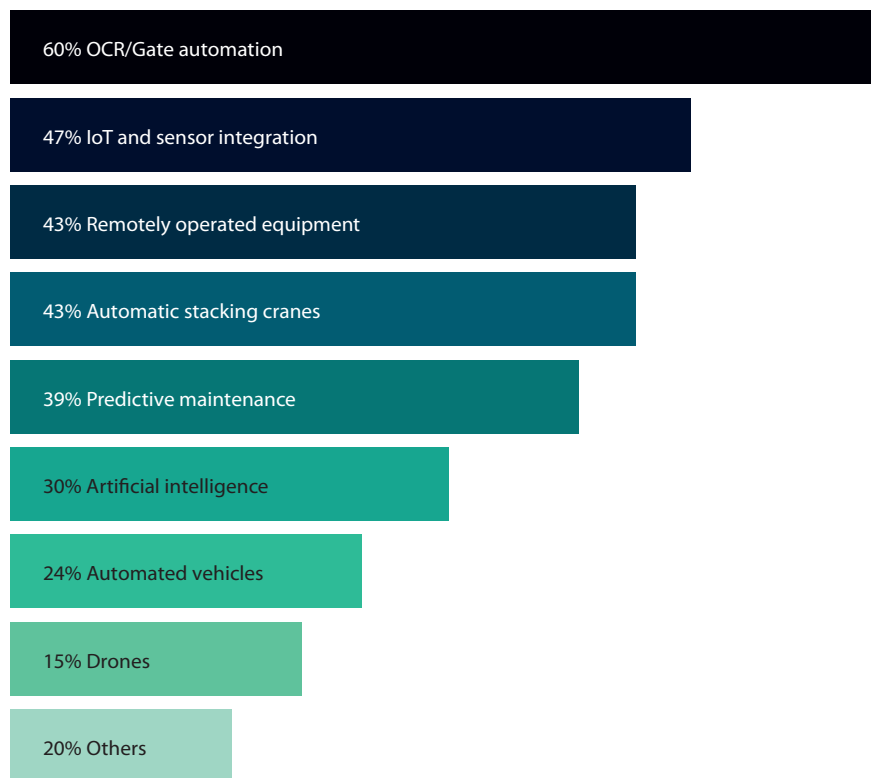 60% OCR/Gate automation
47% IoT and sensor integration
43% Remotely operated equipment
43% Automatic stacking cranes
39% Predictive maintenance
30% Artificial intelligence
24% Automated vehicles
15% Drones
20% Others